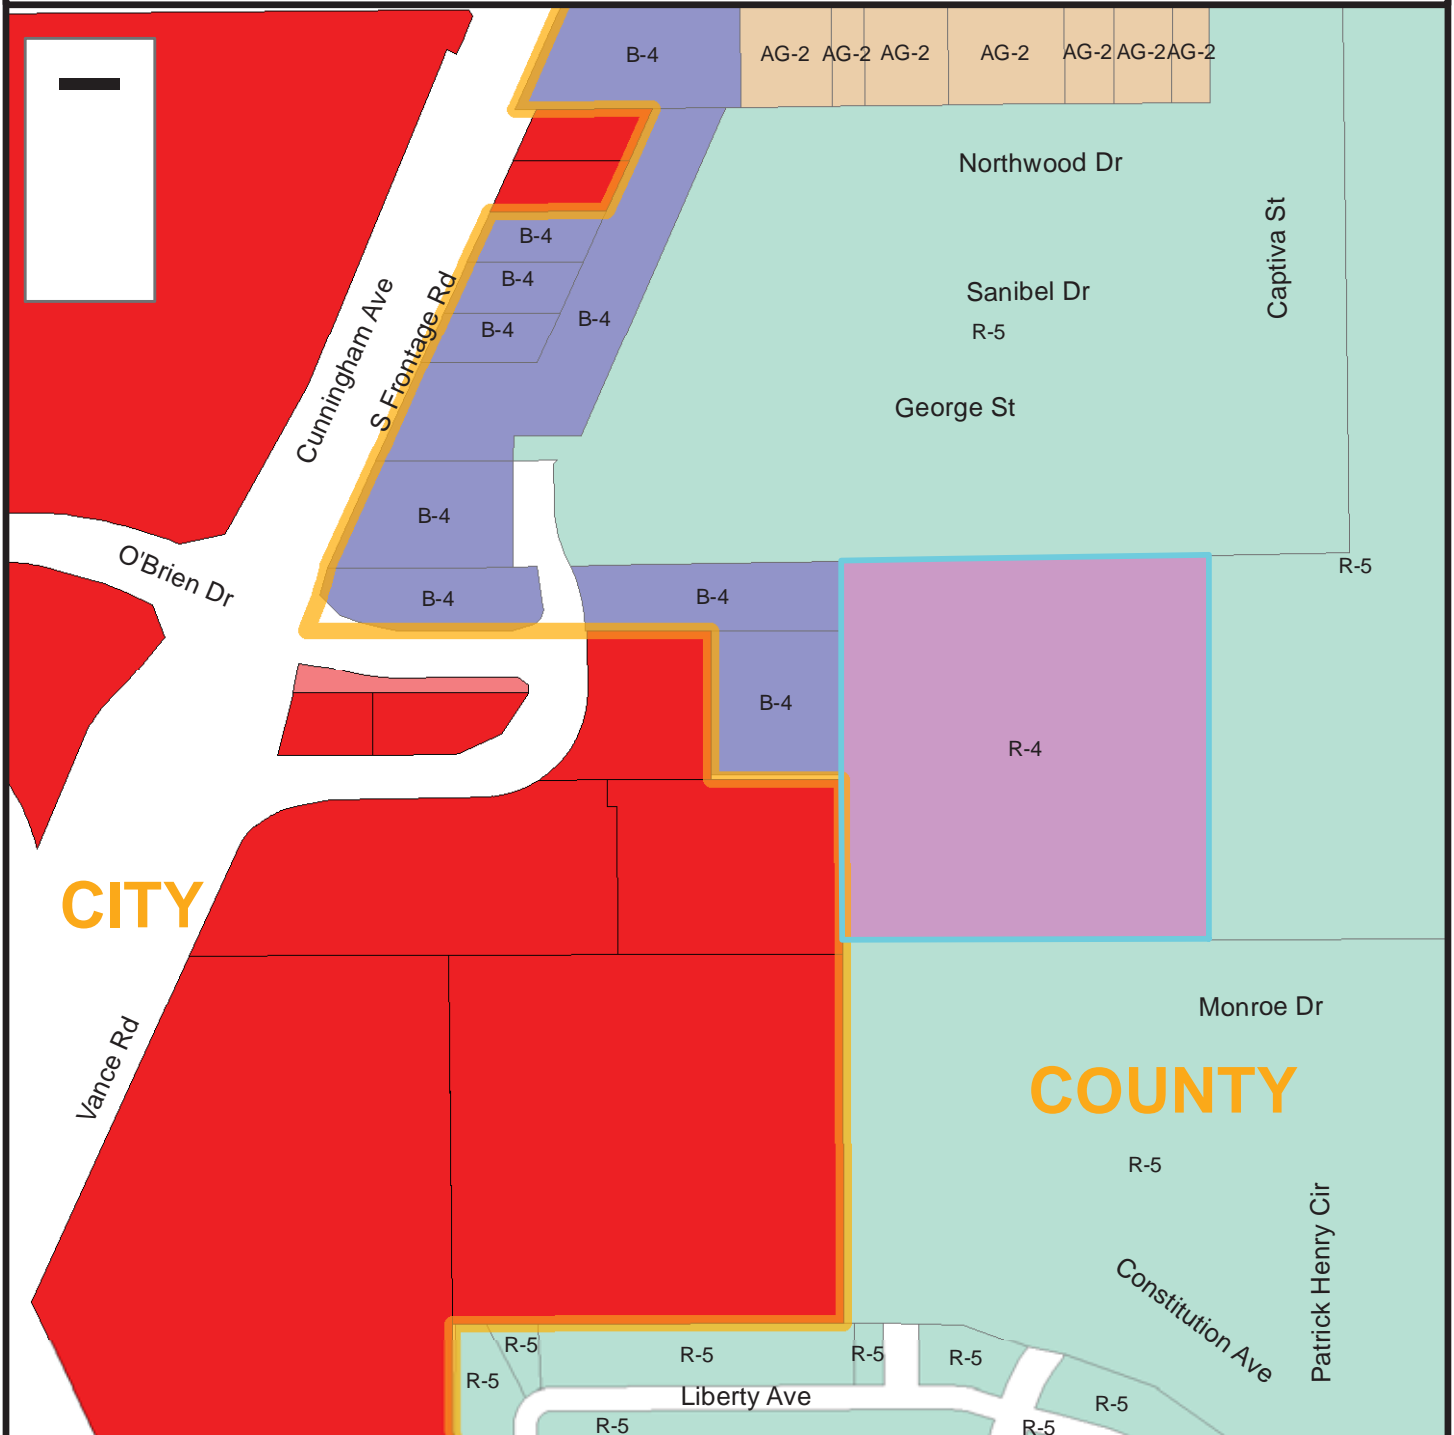 B-4
AG-2
AG-2
AG-2
AG-2
AG-2
AG-2
AG-2
Northwood Dr
Captiva St
B-4
B-4
Sanibel Dr
B-4
B-4
R-5
Cunningham Ave
S Frontage Rd
George St
B-4
O'Brien Dr
R-5
B-4
B-4
B-4
R-4
CITY
Monroe Dr
Vance Rd
COUNTY
R-5
Patrick Henry Cir
Constitution Ave
R-5
R-5
R-5
R-5
R-5
Liberty Ave
R-5
R-5
R-5